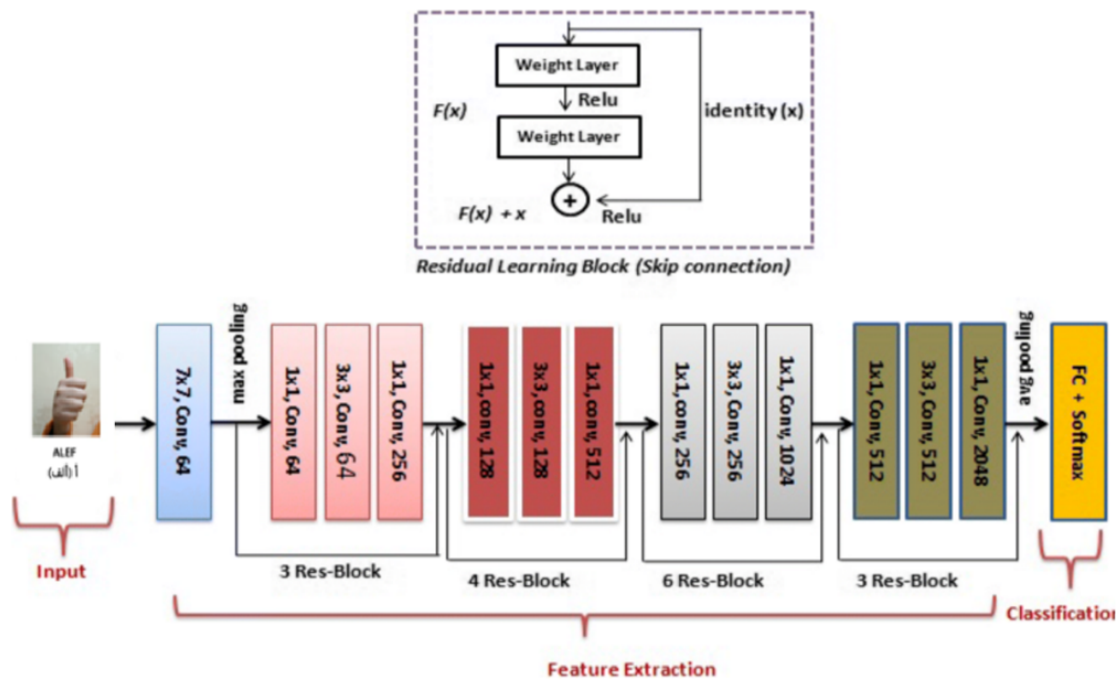 Weight Layer
Relu
F(x)
identity (x)
Weight Layer
F(x) + x
Relu
Residual Learning Block (Skip connection)
ALEF
أ (ألف)
Input
7x7, Conv, 64
max pooling
1x1, Conv, 64
3x3, Conv, 64
1x1, Conv, 256
3 Res-Block
1x1,conv, 128
3x3, conv, 128
1x1, conv, 512
4 Res-Block
1x1,conv, 256
3x3, Conv, 256
1x1, Conv, 1024
6 Res-Block
1x1, Conv, 512
3x3, Conv, 512
1x1, Conv, 2048
3 Res-Block
avg pooling
FC + Softmax
Classification
Feature Extraction